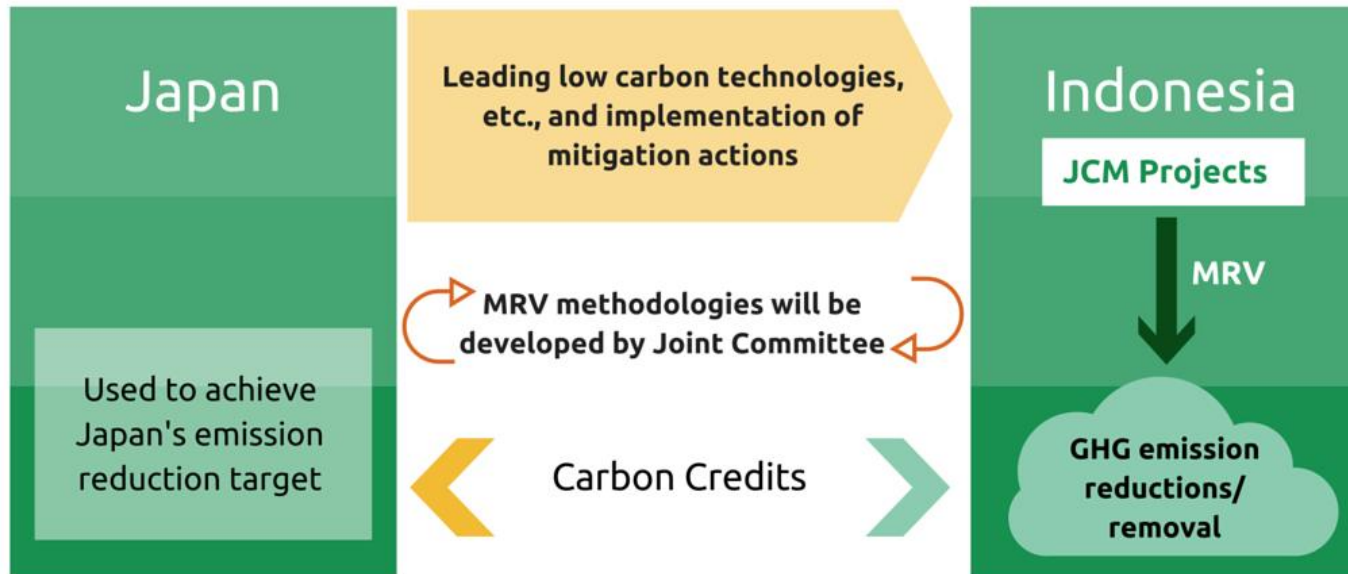 Japan
Leading low carbon technologies,
etc., and implementation of
mitigation actions
Indonesia
JCM Projects
MRV
MRV methodologies will be
developed by Joint Committee
Used to achieve
Japan's emission
reduction target
Carbon Credits
GHG emission
reductions/
removal